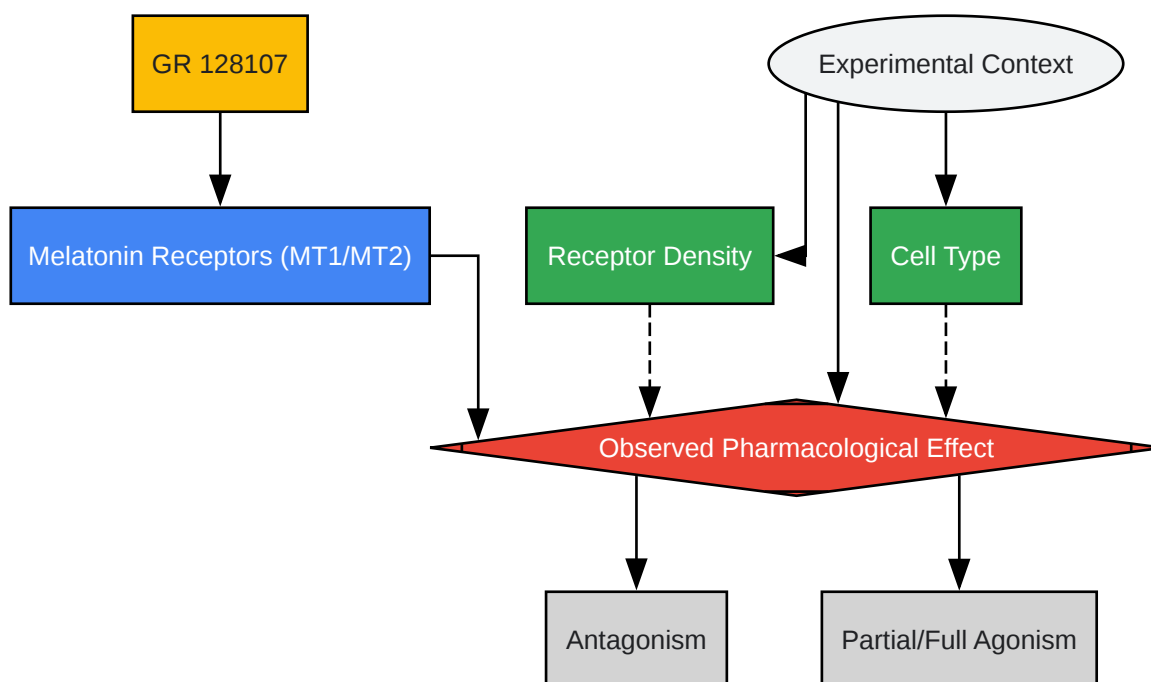 GR 128107
Experimental Context
Melatonin Receptors (MT1/MT2)
Receptor Density
Cell Type
Observed Pharmacological Effect
Antagonism
Partial/Full Agonism